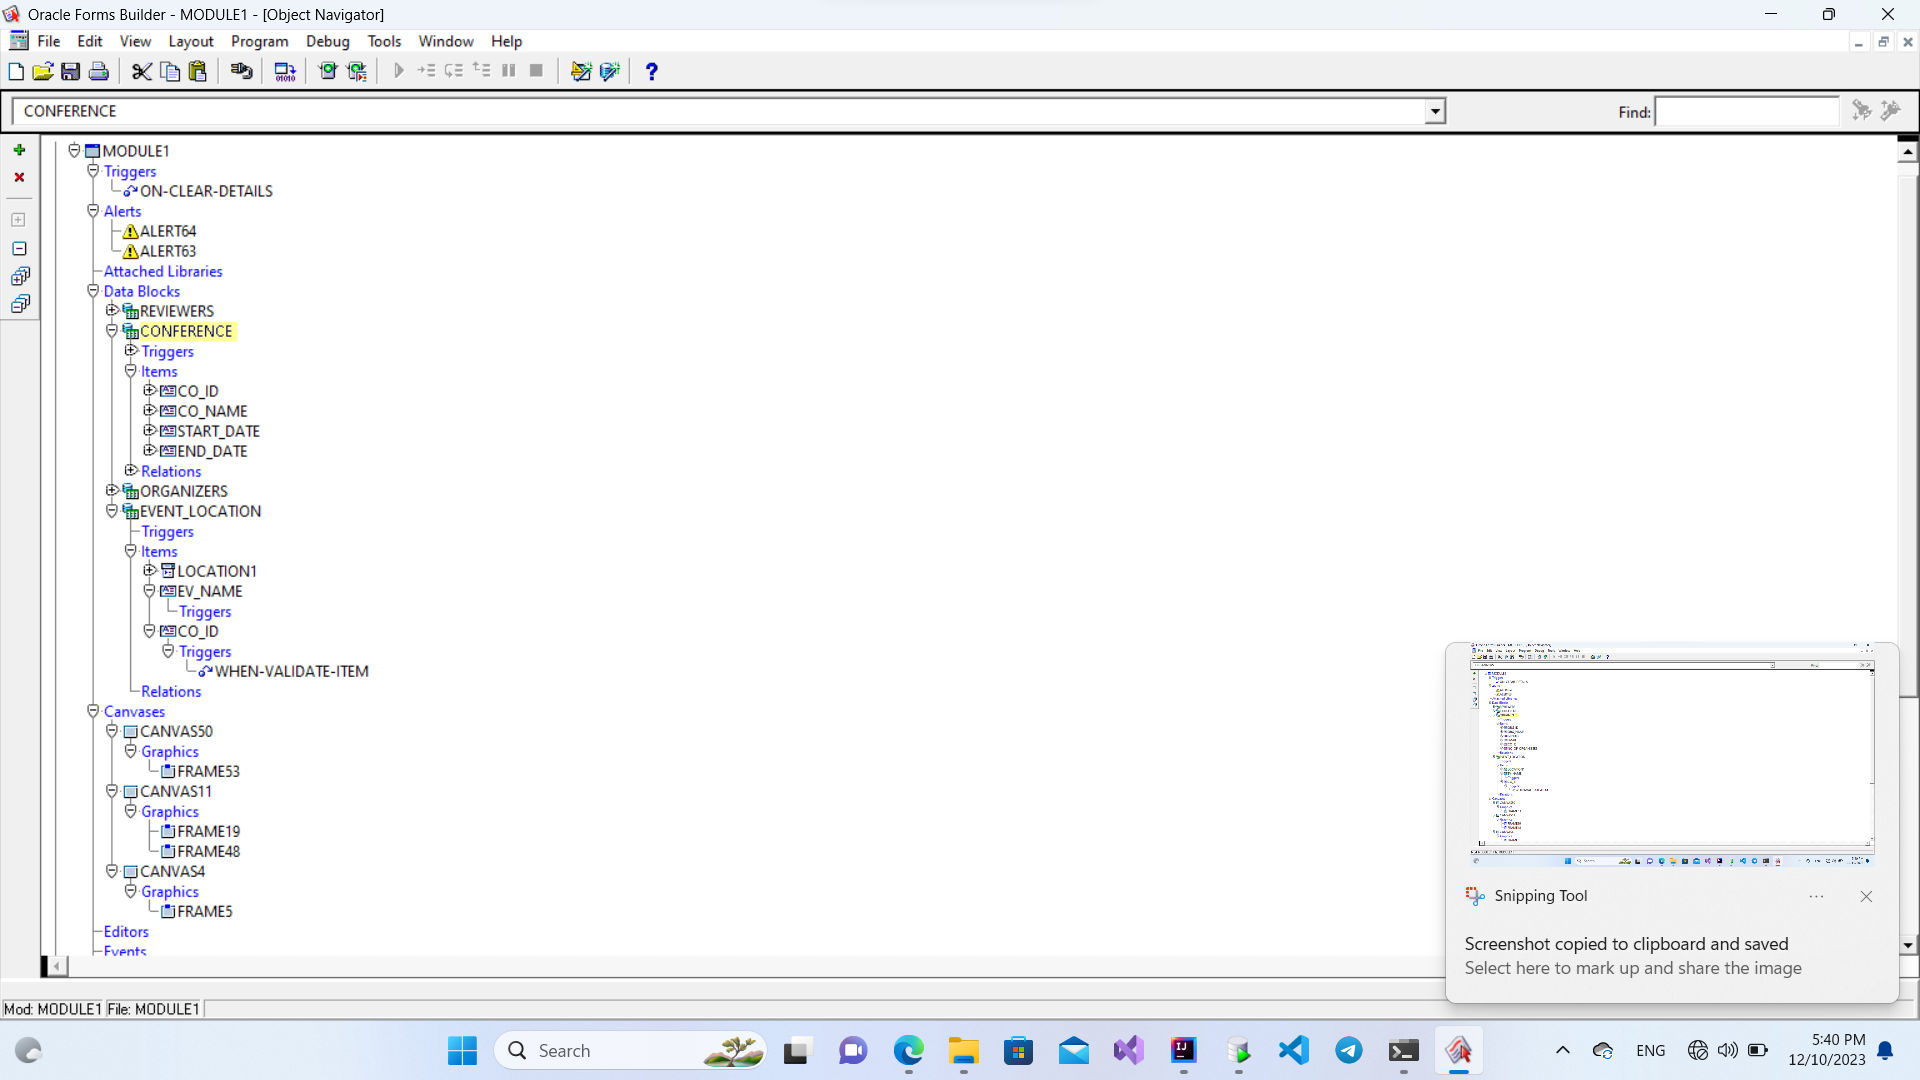 Oracle Forms Builder - MODULE1 - [Object Navigator]
File Edit View Layout Program Debug Tools Window Help
CONFERENCE
Find:
MODULE1
Triggers
ON-CLEAR-DETAILS
Alerts
ALERT64
ALERT63
Attached Libraries
Data Blocks
REVIEWERS
CONFERENCE
Triggers
Items
CO_ID
CO_NAME
START_DATE
END_DATE
Relations
ORGANIZERS
EVENT_LOCATION
Triggers
Items
LOCATION1
EV_NAME
Triggers
CO_ID
Triggers
WHEN-VALIDATE-ITEM
Relations
Canvases
CANVAS50
Graphics
FRAME53
CANVAS11
Graphics
FRAME19
FRAME48
CANVAS4
Graphics
FRAME5
Editors
Events
Snipping Tool
Screenshot copied to clipboard and saved
Select here to mark up and share the image
Mod: MODULE1 File: MODULE1
Search
ENG
5:40 PM
12/10/2023